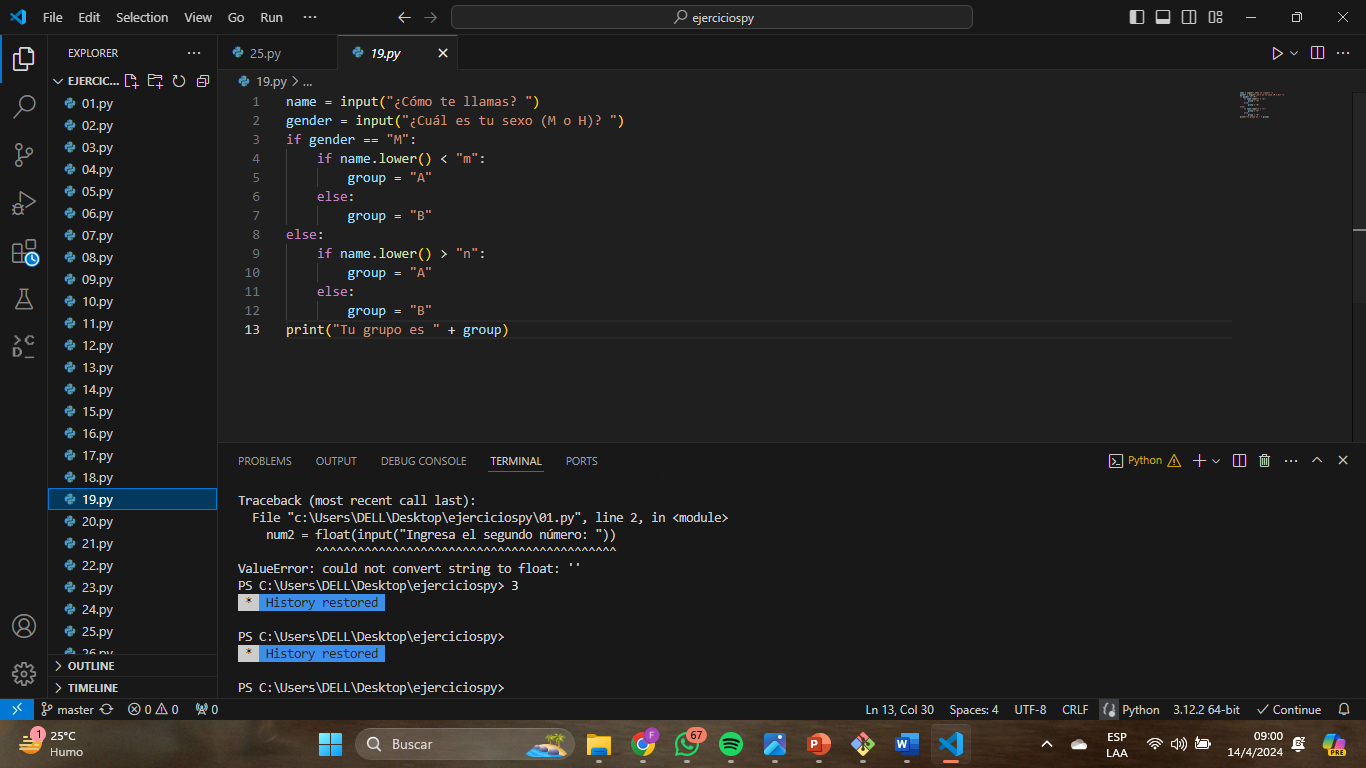 File Edit Selection View Go Run ···
ejerciciospy
EXPLORER ···
EJERCIC...
01.py
02.py
03.py
04.py
05.py
06.py
07.py
08.py
09.py
10.py
11.py
12.py
13.py
14.py
15.py
16.py
17.py
18.py
19.py
20.py
21.py
22.py
23.py
24.py
25.py
26.py
OUTLINE
TIMELINE
25.py 19.py
19.py > ...
1 name = input("¿Cómo te llamas? ")
2 gender = input("¿Cuál es tu sexo (M o H)? ")
3 if gender == "M":
4 if name.lower() < "m":
5 group = "A"
6 else:
7 group = "B"
8 else:
9 if name.lower() > "n":
10 group = "A"
11 else:
12 group = "B"
13 print("Tu grupo es " + group)
PROBLEMS OUTPUT DEBUG CONSOLE TERMINAL PORTS
Python
Traceback (most recent call last):
File "c:\Users\DELL\Desktop\ejerciciospy\01.py", line 2, in <module>
num2 = float(input("Ingresa el segundo número: "))
^^^^^^^^^^^^^^^^^^^^^^^^^^^^^^^^^^^^^^^^^^^
ValueError: could not convert string to float: ''
PS C:\Users\DELL\Desktop\ejerciciospy> 3
* History restored
PS C:\Users\DELL\Desktop\ejerciciospy>
* History restored
PS C:\Users\DELL\Desktop\ejerciciospy>
master 0 0 0
Ln 13, Col 30 Spaces: 4 UTF-8 CRLF Python 3.12.2 64-bit Continue
1
25°C
Humo
Buscar
F
67
P
W
ESP
LAA
09:00
14/4/2024
PRE